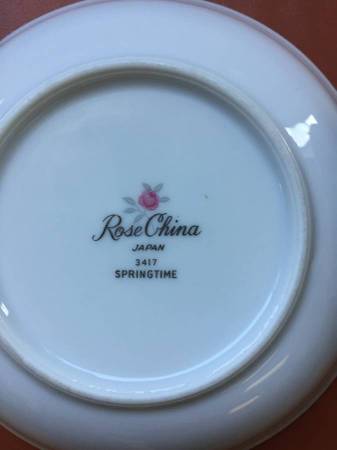 Rose China
JAPAN
3417
SPRINGTIME